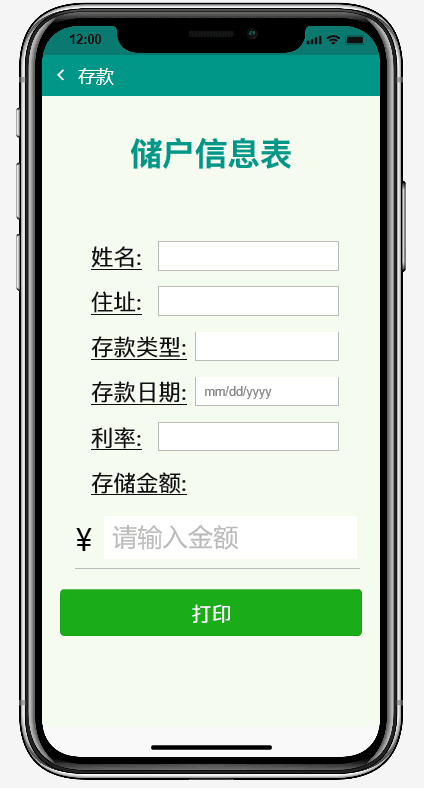 12:00
存款
储户信息表
姓名:
住址:
存款类型:
存款日期: mm/dd/yyyy
利率:
存储金额:
¥ 请输入金额
打印